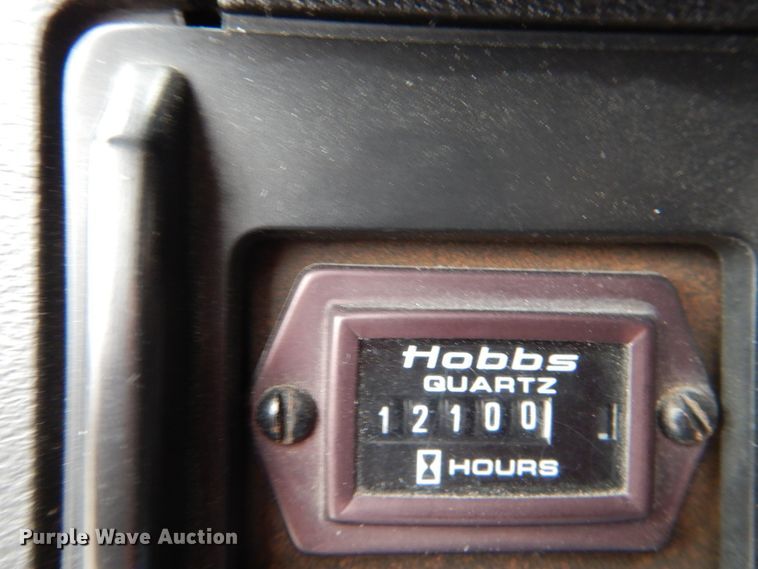 Hobbs
QUARTZ
12100
HOURS
Purple Wave Auction